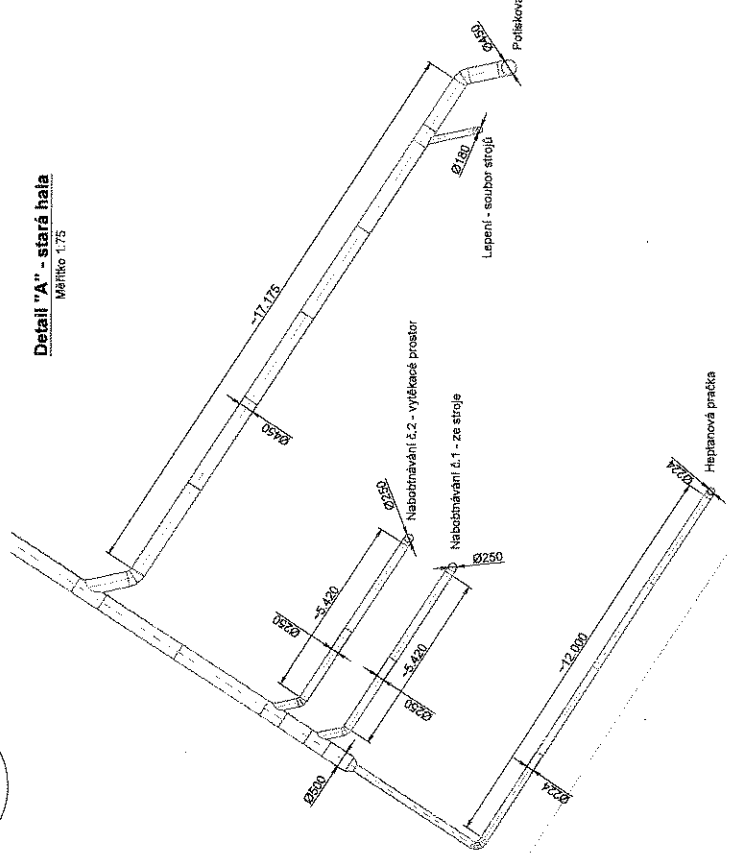 Detail "A" - stará hala
Měřítko 1:75
Ø450
Potiskova
~17.175
Ø180
Lepení - soubor strojů
Ø450
Nabobtnávání č.2 - vytěkací prostor
Ø250
~5.420
Ø250
Nabobtnávání č.1 - ze stroje
Ø250
~5.420
Ø250
Ø500
Heptanová pračka
Ø224
~12.000
Ø224